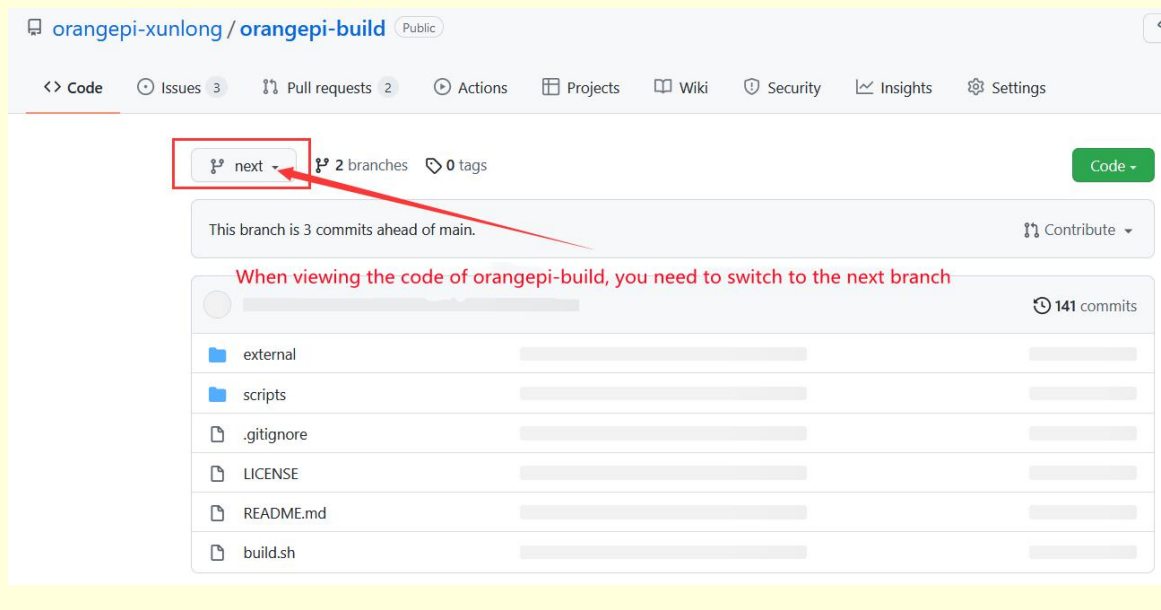 orangepi-xunlong / orangepi-build Public
<> Code Issues 3 Pull requests 2 Actions Projects Wiki Security Insights Settings
next 2 branches 0 tags Code
This branch is 3 commits ahead of main. Contribute
When viewing the code of orangepi-build, you need to switch to the next branch
141 commits
external
scripts
.gitignore
LICENSE
README.md
build.sh